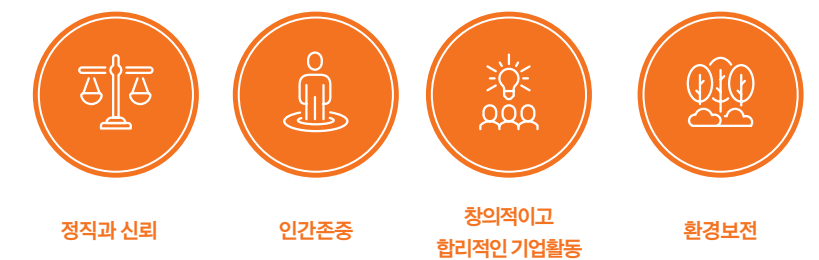 정직과 신뢰
인간존중
창의적이고
합리적인 기업활동
환경보전